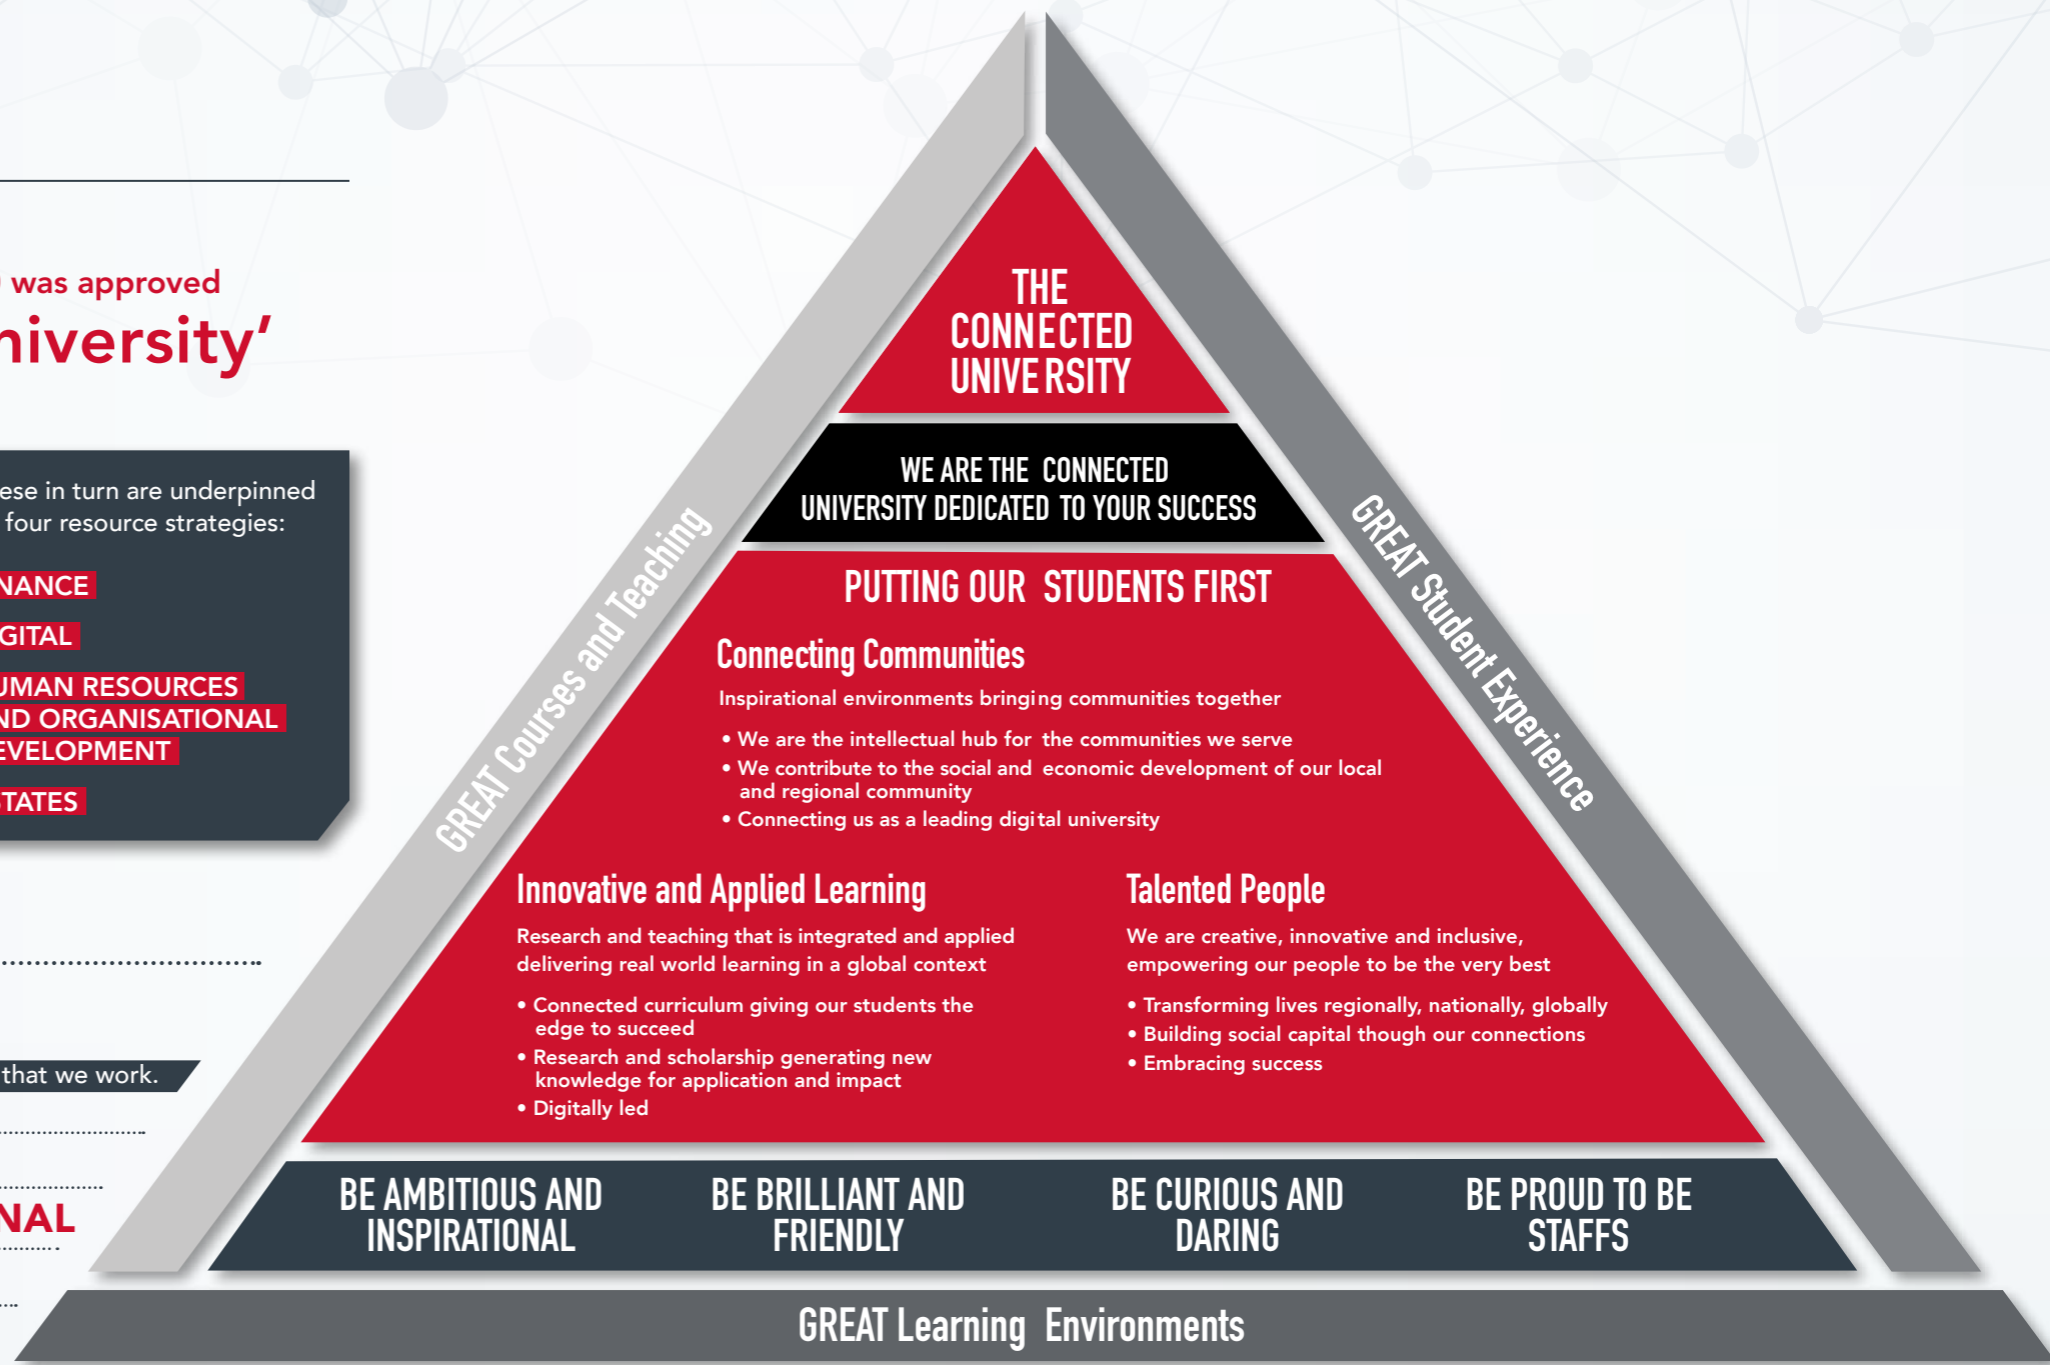 was approved
niversity'
ese in turn are underpinned
four resource strategies:
NANCE
GITAL
UMAN RESOURCES
ND ORGANISATIONAL
EVELOPMENT
TATES
that we work.
NAL
THE
CONNECTED
UNIVERSITY
WE ARE THE CONNECTED
UNIVERSITY DEDICATED TO YOUR SUCCESS
GREAT Courses and Teaching
GREAT Student Experience
PUTTING OUR STUDENTS FIRST
Connecting Communities
Inspirational environments bringing communities together
• We are the intellectual hub for the communities we serve
• We contribute to the social and economic development of our local
and regional community
• Connecting us as a leading digital university
Innovative and Applied Learning
Research and teaching that is integrated and applied
delivering real world learning in a global context
• Connected curriculum giving our students the
edge to succeed
• Research and scholarship generating new
knowledge for application and impact
• Digitally led
Talented People
We are creative, innovative and inclusive,
empowering our people to be the very best
• Transforming lives regionally, nationally, globally
• Building social capital though our connections
• Embracing success
BE AMBITIOUS AND
INSPIRATIONAL
BE BRILLIANT AND
FRIENDLY
BE CURIOUS AND
DARING
BE PROUD TO BE
STAFFS
GREAT Learning Environments